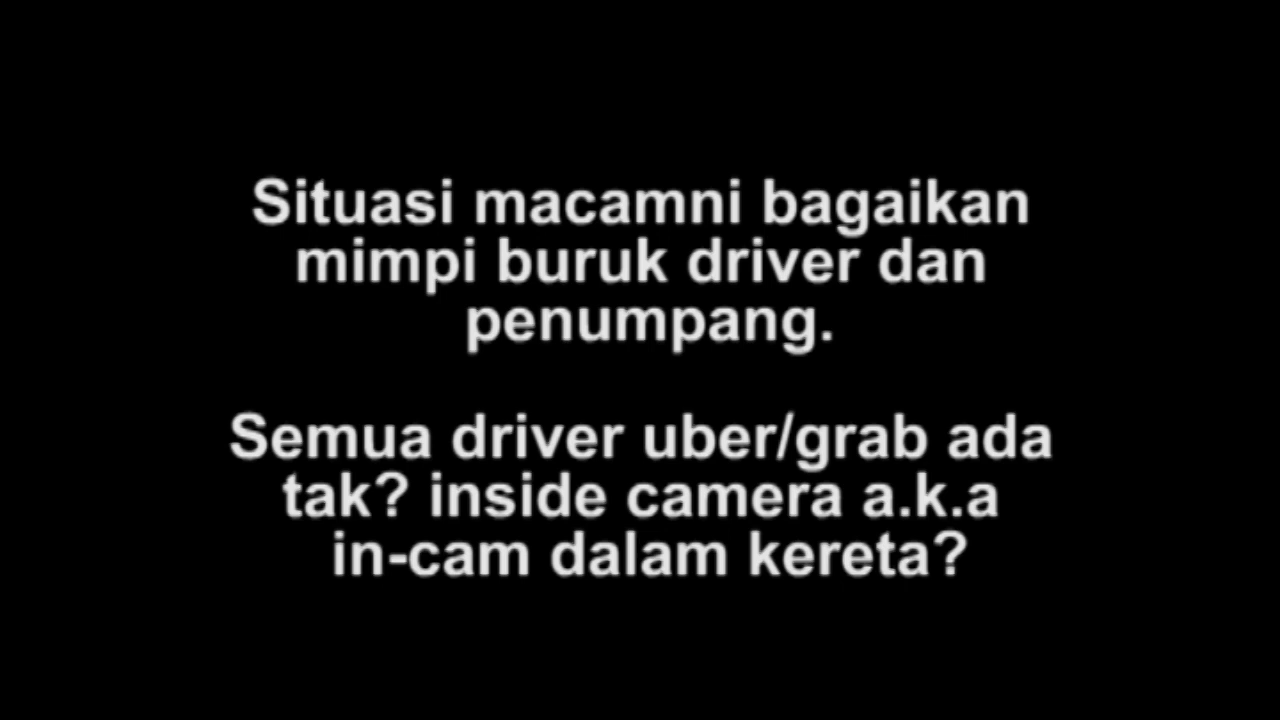 Situasi macamni bagaikan
mimpi buruk driver dan
penumpang.
Semua driver uber/grab ada
tak? inside camera a.k.a
in-cam dalam kereta?